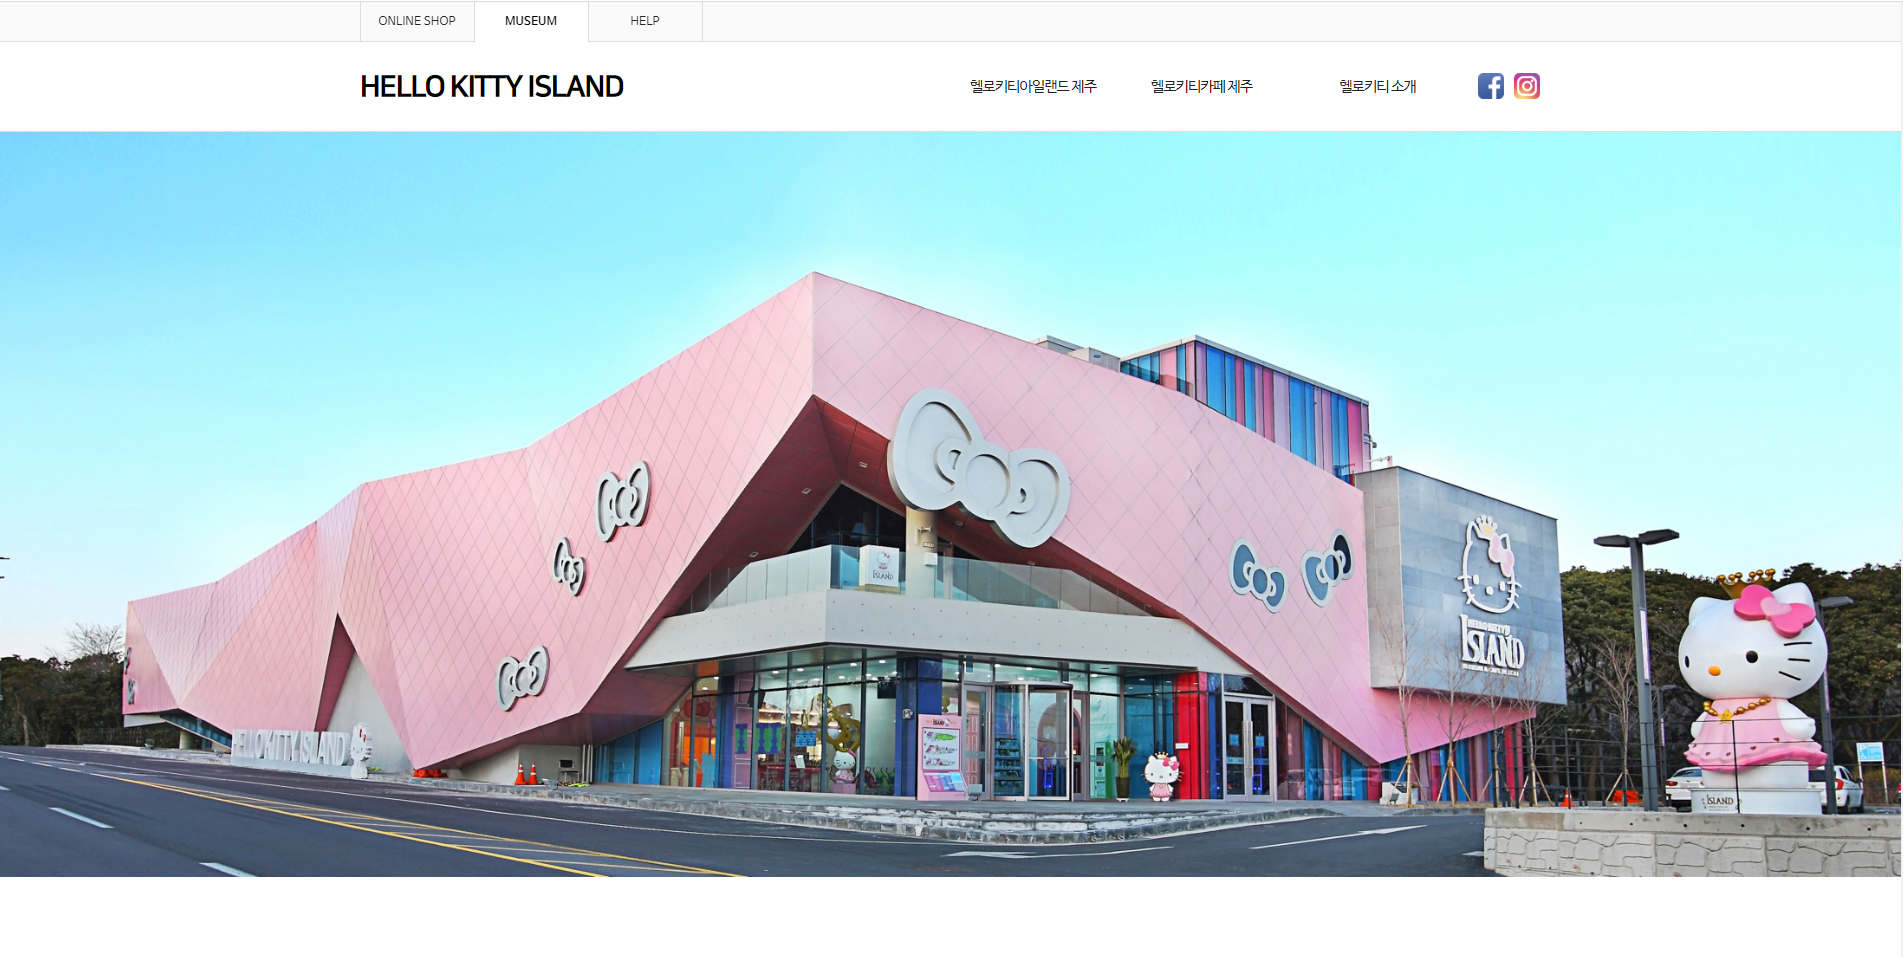 ONLINE SHOP
MUSEUM
HELP
HELLO KITTY ISLAND
헬로키티아일랜드 제주
헬로키티카페 제주
헬로키티 소개
ISLAND
HELLO KITTY
ISLAND
HELLO KITTY ISLAND
ISLAND
ISLAND